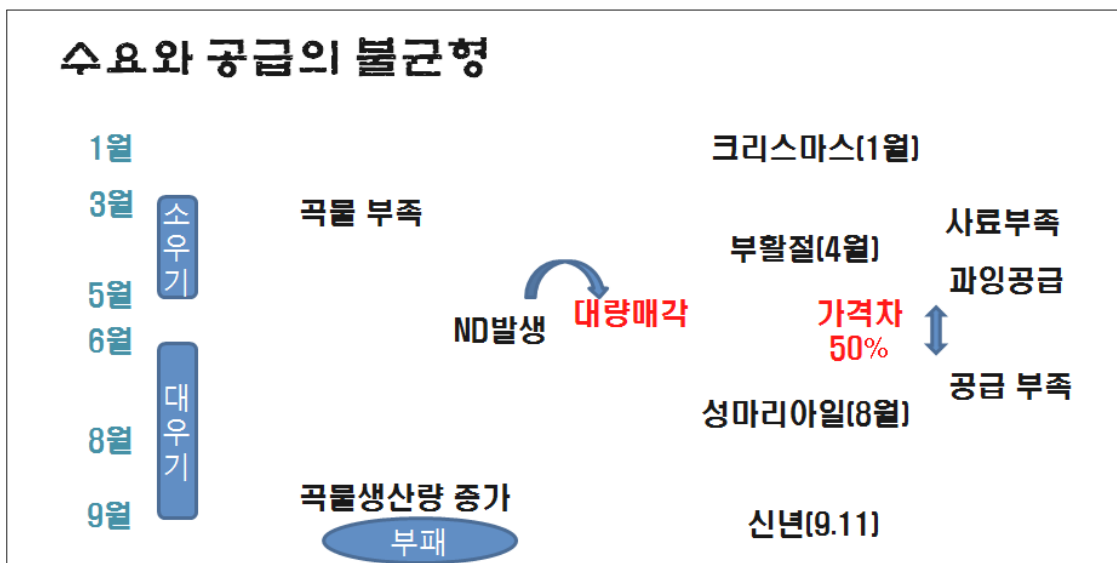 수요와 공급의 불균형
1월
크리스마스(1월)
3월
소우기
곡물 부족
사료부족
부활절(4월)
5월
과잉공급
ND발생
대량매각
가격차
50%
6월
대우기
공급 부족
8월
성마리아일(8월)
9월
곡물생산량 증가
부패
신년(9.11)